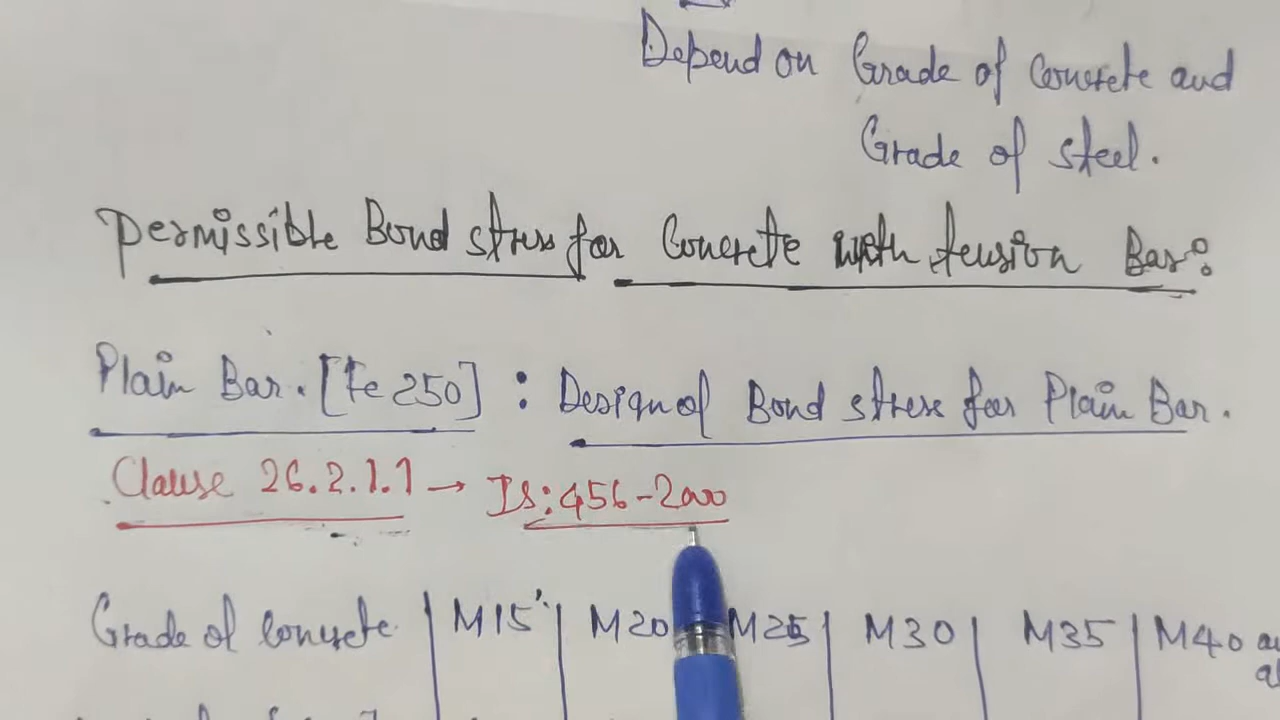 Depend on Grade of Concrete and
Grade of steel.
Permissible Bond stress for Concrete with tension Bar:
Plain Bar. [Fe 250] : Design of Bond stress for Plain Bar.
Clause 26.2.1.1 → IS:456-2000
Grade of Concrete | M15 | M20 | M25 | M30 | M35 | M40